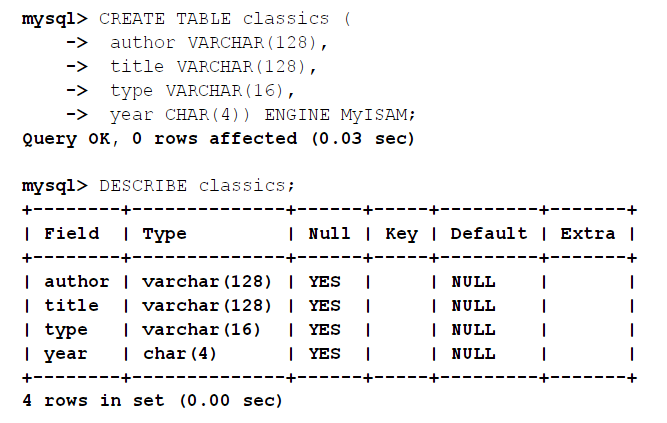 mysql> CREATE TABLE classics (
    ->  author VARCHAR(128),
    ->  title VARCHAR(128),
    ->  type VARCHAR(16),
    ->  year CHAR(4)) ENGINE MyISAM;
Query OK, 0 rows affected (0.03 sec)

mysql> DESCRIBE classics;
+--------+--------------+------+-----+---------+-------+
| Field  | Type         | Null | Key | Default | Extra |
+--------+--------------+------+-----+---------+-------+
| author | varchar(128) | YES  |     | NULL    |       |
| title  | varchar(128) | YES  |     | NULL    |       |
| type   | varchar(16)  | YES  |     | NULL    |       |
| year   | char(4)      | YES  |     | NULL    |       |
+--------+--------------+------+-----+---------+-------+
4 rows in set (0.00 sec)